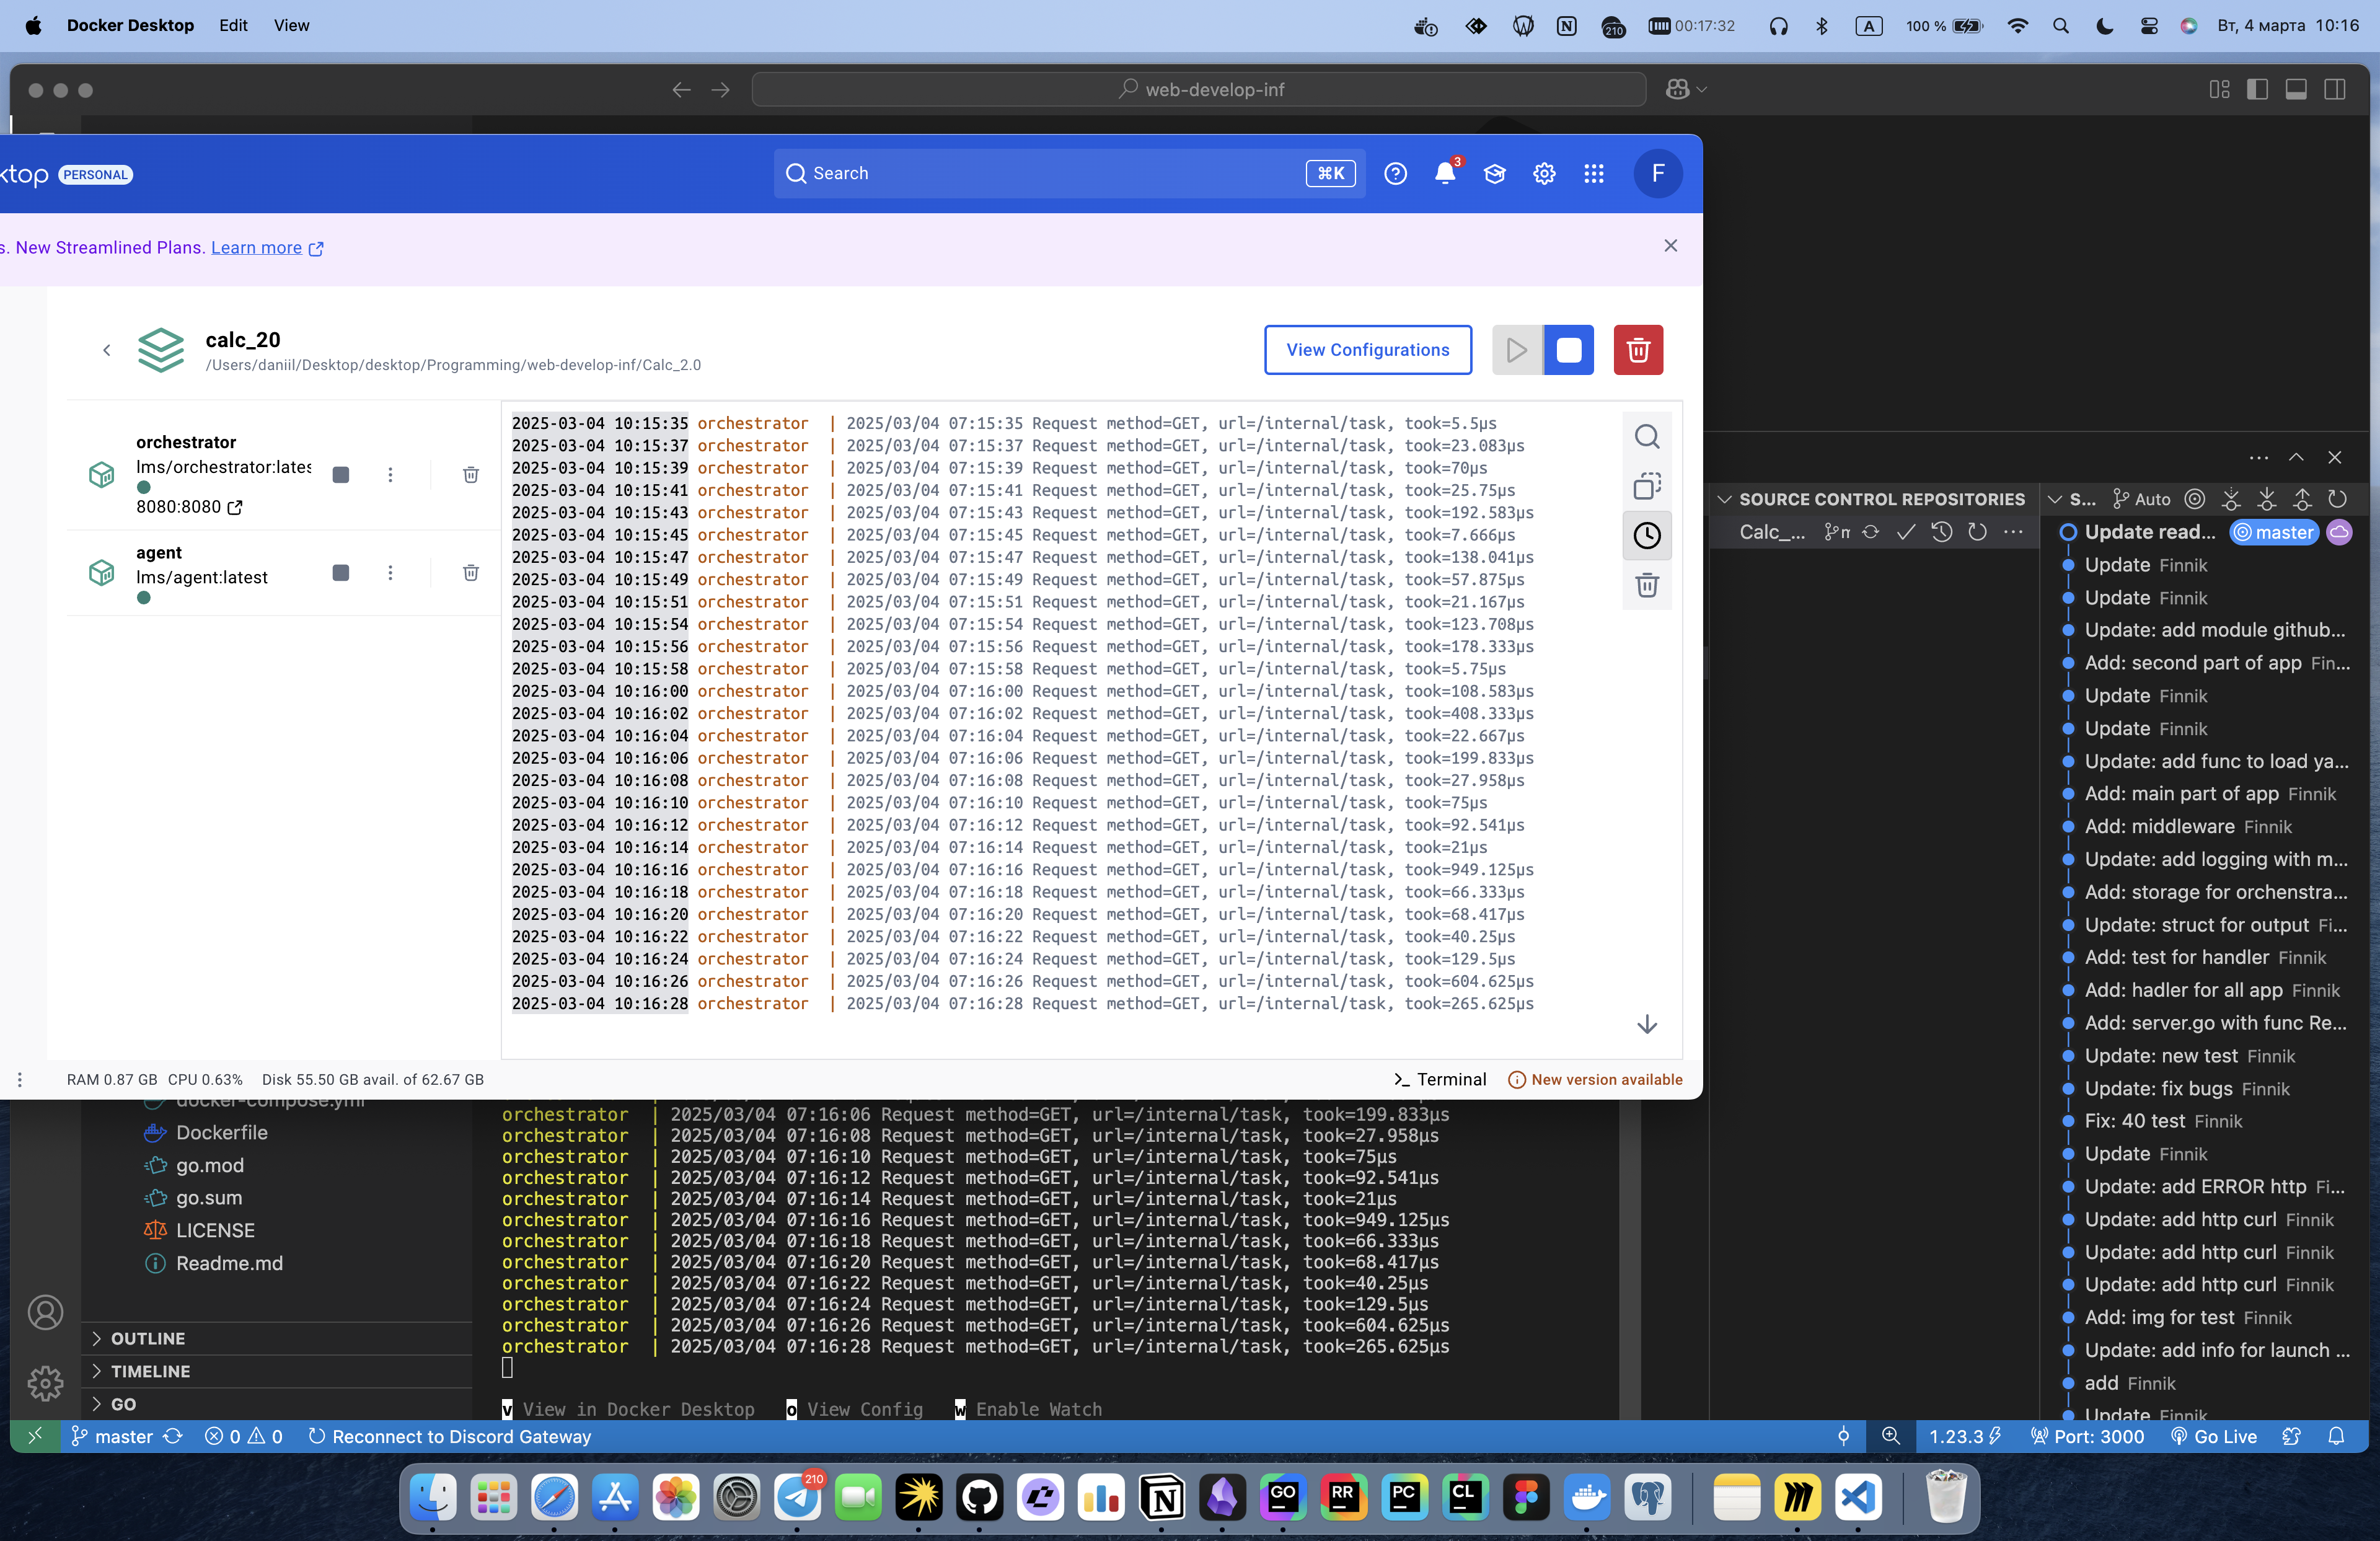 Docker Desktop Edit View
210 00:17:32 A 100 % Вт, 4 марта 10:16
web-develop-inf
ktop PERSONAL
Search ⌘K 3 F
s. New Streamlined Plans. Learn more
calc_20
/Users/daniil/Desktop/desktop/Programming/web-develop-inf/Calc_2.0
View Configurations
orchestrator
lms/orchestrator:lates
8080:8080
agent
lms/agent:latest
2025-03-04 10:15:35 orchestrator | 2025/03/04 07:15:35 Request method=GET, url=/internal/task, took=5.5µs
2025-03-04 10:15:37 orchestrator | 2025/03/04 07:15:37 Request method=GET, url=/internal/task, took=23.083µs
2025-03-04 10:15:39 orchestrator | 2025/03/04 07:15:39 Request method=GET, url=/internal/task, took=70µs
2025-03-04 10:15:41 orchestrator | 2025/03/04 07:15:41 Request method=GET, url=/internal/task, took=25.75µs
2025-03-04 10:15:43 orchestrator | 2025/03/04 07:15:43 Request method=GET, url=/internal/task, took=192.583µs
2025-03-04 10:15:45 orchestrator | 2025/03/04 07:15:45 Request method=GET, url=/internal/task, took=7.666µs
2025-03-04 10:15:47 orchestrator | 2025/03/04 07:15:47 Request method=GET, url=/internal/task, took=138.041µs
2025-03-04 10:15:49 orchestrator | 2025/03/04 07:15:49 Request method=GET, url=/internal/task, took=57.875µs
2025-03-04 10:15:51 orchestrator | 2025/03/04 07:15:51 Request method=GET, url=/internal/task, took=21.167µs
2025-03-04 10:15:54 orchestrator | 2025/03/04 07:15:54 Request method=GET, url=/internal/task, took=123.708µs
2025-03-04 10:15:56 orchestrator | 2025/03/04 07:15:56 Request method=GET, url=/internal/task, took=178.333µs
2025-03-04 10:15:58 orchestrator | 2025/03/04 07:15:58 Request method=GET, url=/internal/task, took=5.75µs
2025-03-04 10:16:00 orchestrator | 2025/03/04 07:16:00 Request method=GET, url=/internal/task, took=108.583µs
2025-03-04 10:16:02 orchestrator | 2025/03/04 07:16:02 Request method=GET, url=/internal/task, took=408.333µs
2025-03-04 10:16:04 orchestrator | 2025/03/04 07:16:04 Request method=GET, url=/internal/task, took=22.667µs
2025-03-04 10:16:06 orchestrator | 2025/03/04 07:16:06 Request method=GET, url=/internal/task, took=199.833µs
2025-03-04 10:16:08 orchestrator | 2025/03/04 07:16:08 Request method=GET, url=/internal/task, took=27.958µs
2025-03-04 10:16:10 orchestrator | 2025/03/04 07:16:10 Request method=GET, url=/internal/task, took=75µs
2025-03-04 10:16:12 orchestrator | 2025/03/04 07:16:12 Request method=GET, url=/internal/task, took=92.541µs
2025-03-04 10:16:14 orchestrator | 2025/03/04 07:16:14 Request method=GET, url=/internal/task, took=21µs
2025-03-04 10:16:16 orchestrator | 2025/03/04 07:16:16 Request method=GET, url=/internal/task, took=949.125µs
2025-03-04 10:16:18 orchestrator | 2025/03/04 07:16:18 Request method=GET, url=/internal/task, took=66.333µs
2025-03-04 10:16:20 orchestrator | 2025/03/04 07:16:20 Request method=GET, url=/internal/task, took=68.417µs
2025-03-04 10:16:22 orchestrator | 2025/03/04 07:16:22 Request method=GET, url=/internal/task, took=40.25µs
2025-03-04 10:16:24 orchestrator | 2025/03/04 07:16:24 Request method=GET, url=/internal/task, took=129.5µs
2025-03-04 10:16:26 orchestrator | 2025/03/04 07:16:26 Request method=GET, url=/internal/task, took=604.625µs
2025-03-04 10:16:28 orchestrator | 2025/03/04 07:16:28 Request method=GET, url=/internal/task, took=265.625µs
RAM 0.87 GB CPU 0.63% Disk 55.50 GB avail. of 62.67 GB
>_ Terminal New version available
docker-compose.yml
Dockerfile
go.mod
go.sum
LICENSE
Readme.md
OUTLINE
TIMELINE
GO
orchestrator | 2025/03/04 07:16:06 Request method=GET, url=/internal/task, took=199.833µs
orchestrator | 2025/03/04 07:16:08 Request method=GET, url=/internal/task, took=27.958µs
orchestrator | 2025/03/04 07:16:10 Request method=GET, url=/internal/task, took=75µs
orchestrator | 2025/03/04 07:16:12 Request method=GET, url=/internal/task, took=92.541µs
orchestrator | 2025/03/04 07:16:14 Request method=GET, url=/internal/task, took=21µs
orchestrator | 2025/03/04 07:16:16 Request method=GET, url=/internal/task, took=949.125µs
orchestrator | 2025/03/04 07:16:18 Request method=GET, url=/internal/task, took=66.333µs
orchestrator | 2025/03/04 07:16:20 Request method=GET, url=/internal/task, took=68.417µs
orchestrator | 2025/03/04 07:16:22 Request method=GET, url=/internal/task, took=40.25µs
orchestrator | 2025/03/04 07:16:24 Request method=GET, url=/internal/task, took=129.5µs
orchestrator | 2025/03/04 07:16:26 Request method=GET, url=/internal/task, took=604.625µs
orchestrator | 2025/03/04 07:16:28 Request method=GET, url=/internal/task, took=265.625µs
v View in Docker Desktop o View Config w Enable Watch
SOURCE CONTROL REPOSITORIES
Calc_...
S... Auto
Update read... master
Update Finnik
Update Finnik
Update: add module github...
Add: second part of app Fin...
Update Finnik
Update Finnik
Update: add func to load ya...
Add: main part of app Finnik
Add: middleware Finnik
Update: add logging with m...
Add: storage for orchenstra...
Update: struct for output Fi...
Add: test for handler Finnik
Add: hadler for all app Finnik
Add: server.go with func Re...
Update: new test Finnik
Update: fix bugs Finnik
Fix: 40 test Finnik
Update Finnik
Update: add ERROR http Fi...
Update: add http curl Finnik
Update: add http curl Finnik
Update: add http curl Finnik
Add: img for test Finnik
Update: add info for launch ...
add Finnik
Update Finnik
master 0 0 Reconnect to Discord Gateway 1.23.3 Port: 3000 Go Live
210 GO RR PC CL